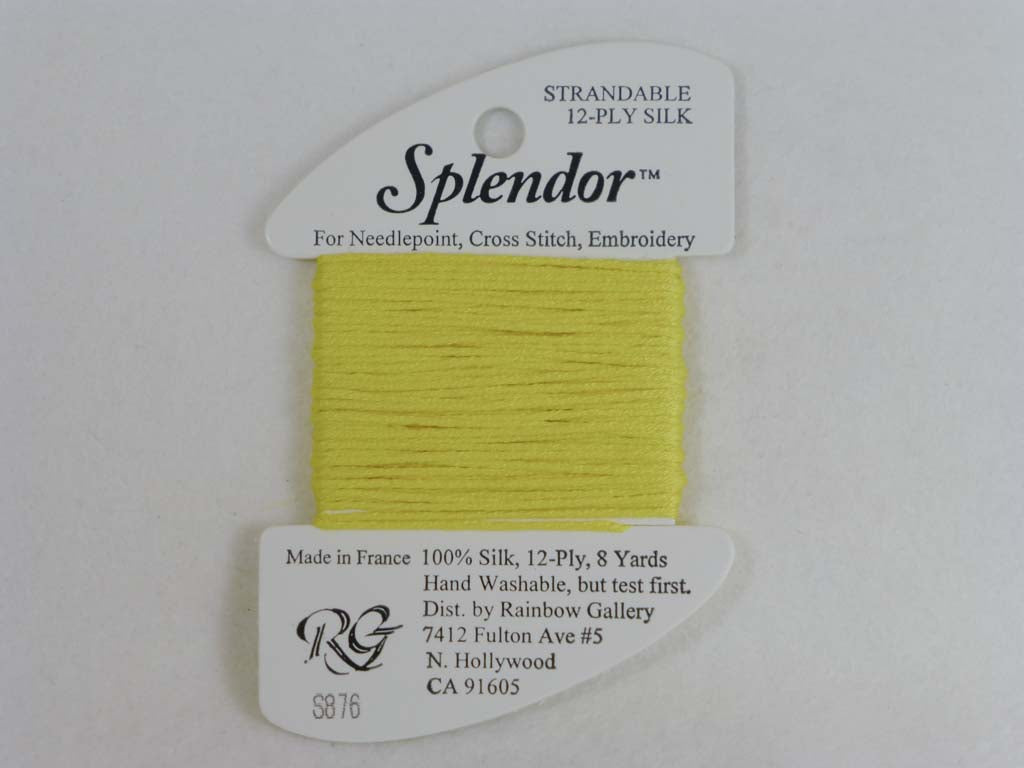 STRANDABLE
12-PLY SILK
Splendor™
For Needlepoint, Cross Stitch, Embroidery
Made in France
100% Silk, 12-Ply, 8 Yards
Hand Washable, but test first.
Dist. by Rainbow Gallery
7412 Fulton Ave #5
N. Hollywood
CA 91605
RG
S876